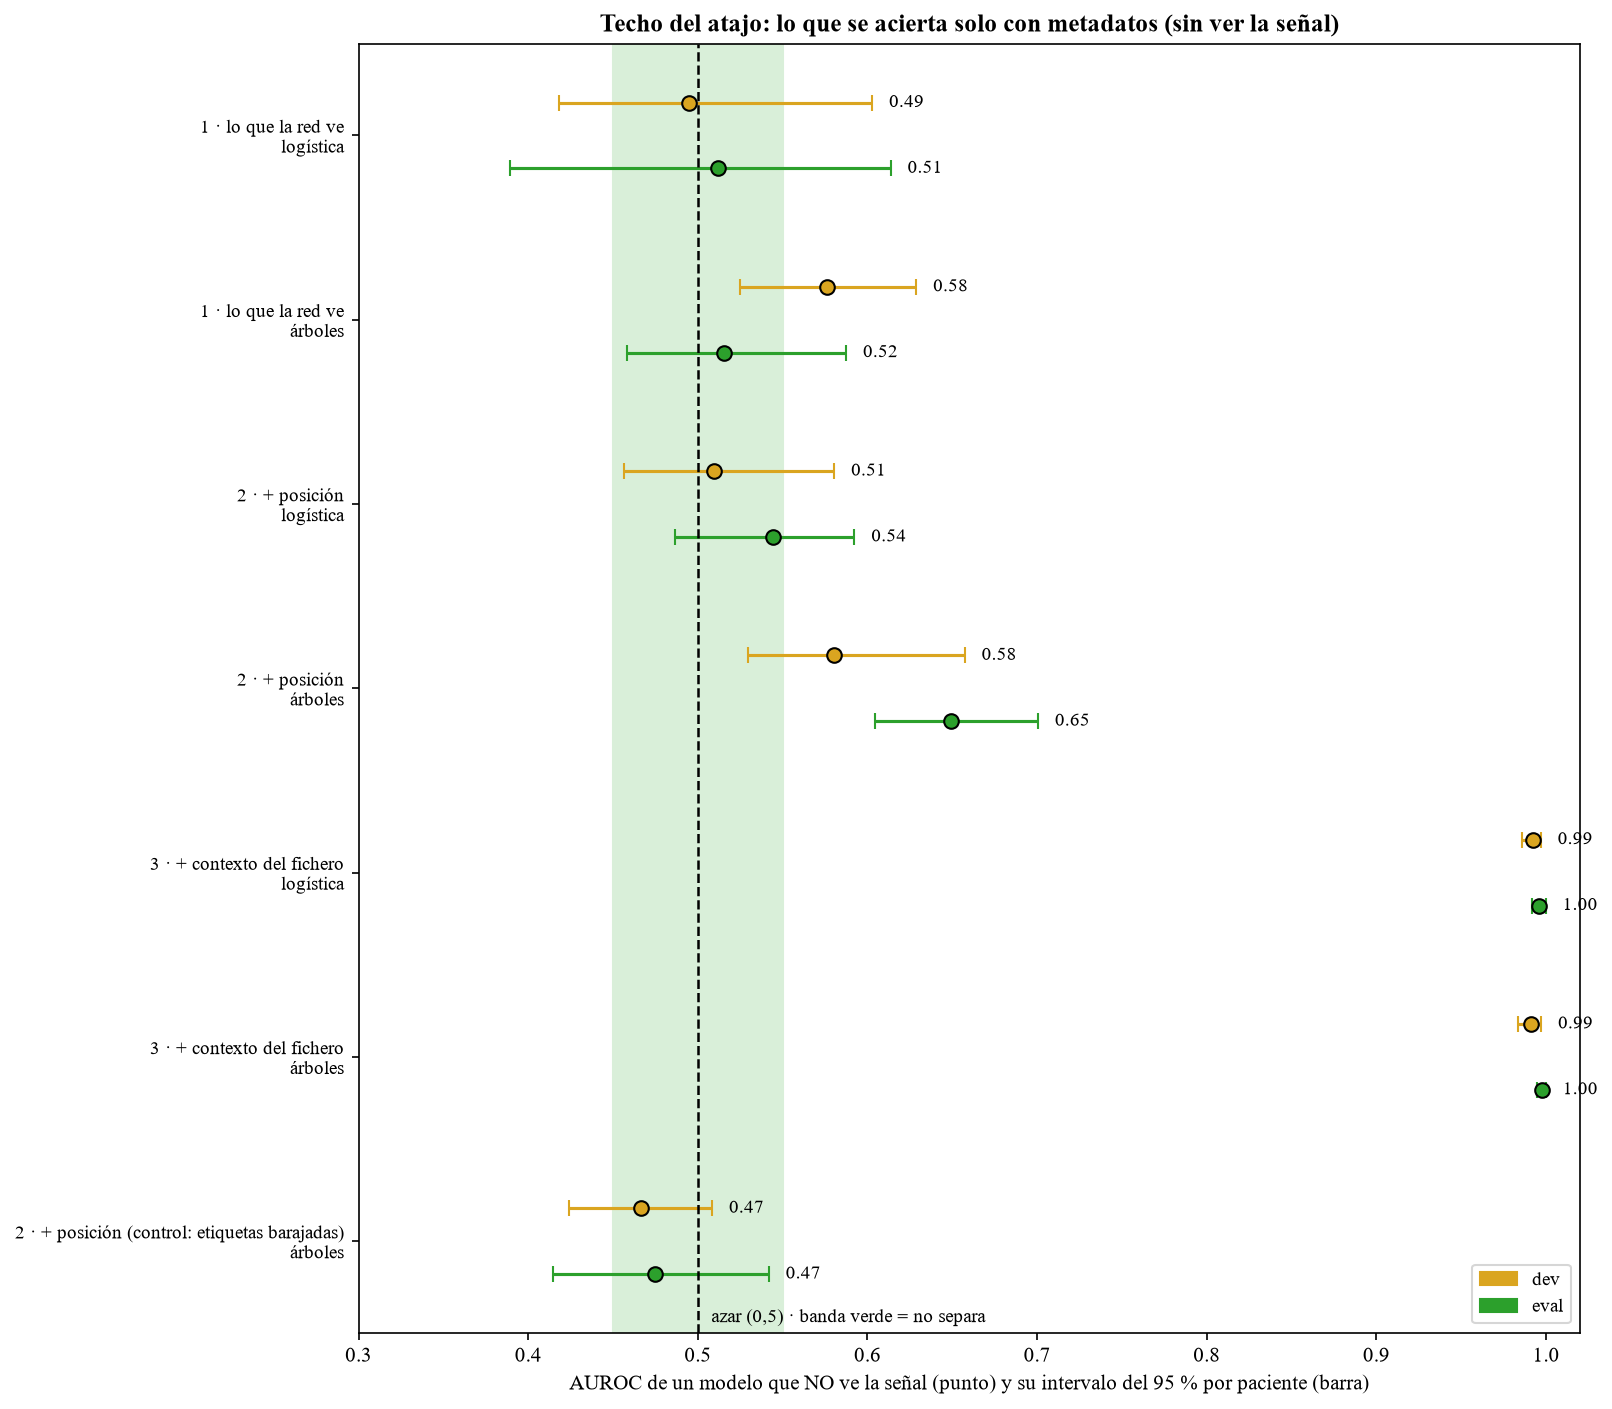 Techo del atajo: lo que se acierta solo con metadatos (sin ver la señal)
1 · lo que la red ve
logística
0.49
0.51
1 · lo que la red ve
árboles
0.58
0.52
2 · + posición
logística
0.51
0.54
2 · + posición
árboles
0.58
0.65
3 · + contexto del fichero
logística
0.99
1.00
3 · + contexto del fichero
árboles
0.99
1.00
2 · + posición (control: etiquetas barajadas)
árboles
0.47
0.47
dev
eval
azar (0,5) · banda verde = no separa
0.3 0.4 0.5 0.6 0.7 0.8 0.9 1.0
AUROC de un modelo que NO ve la señal (punto) y su intervalo del 95 % por paciente (barra)